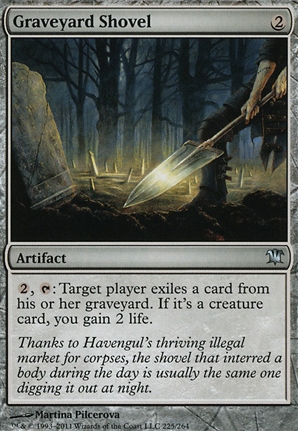 Graveyard Shovel 2
Artifact
2, T: Target player exiles a card from
his or her graveyard. If it's a creature
card, you gain 2 life.
Thanks to Havengul's thriving illegal
market for corpses, the shovel that interred a
body during the day is usually the same one
digging it out at night.
Martina Pilcerova
™ & © 1993–2011 Wizards of the Coast LLC 225/264